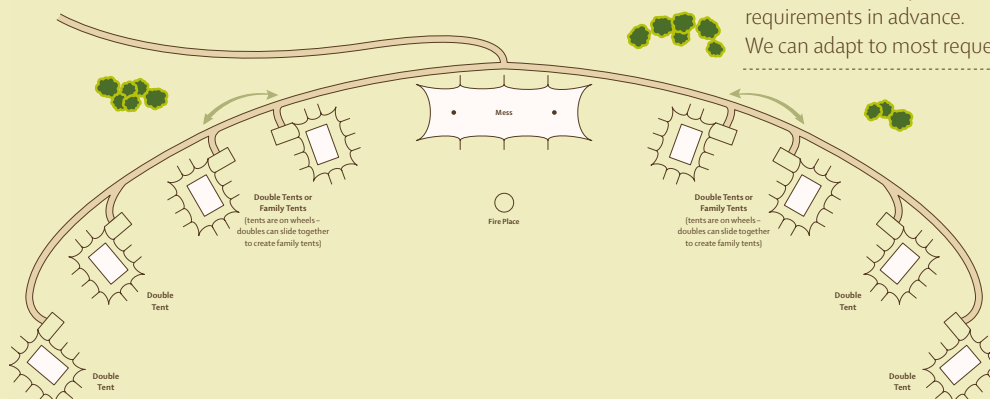 requirements in advance.
We can adapt to most reque
Mess
Double Tents or
Family Tents
(tents are on wheels –
doubles can slide together
to create family tents)
Fire Place
Double Tents or
Family Tents
(tents are on wheels –
doubles can slide together
to create family tents)
Double
Tent
Double
Tent
Double
Tent
Double
Tent